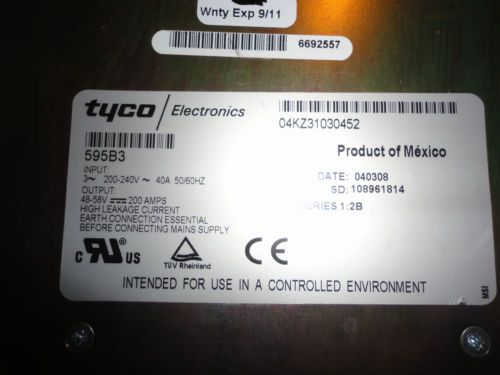 Wnty Exp 9/11
6692557
tyco / Electronics
04KZ31030452
595B3
Product of México
INPUT:
3~ 200-240V ~ 40A 50/60HZ
DATE: 040308
OUTPUT:
SD: 108961814
48-58V 200 AMPS
SERIES 1:2B
HIGH LEAKAGE CURRENT
EARTH CONNECTION ESSENTIAL
BEFORE CONNECTING MAINS SUPPLY
C UR US
TÜV Rheinland
CE
INTENDED FOR USE IN A CONTROLLED ENVIRONMENT
MSI